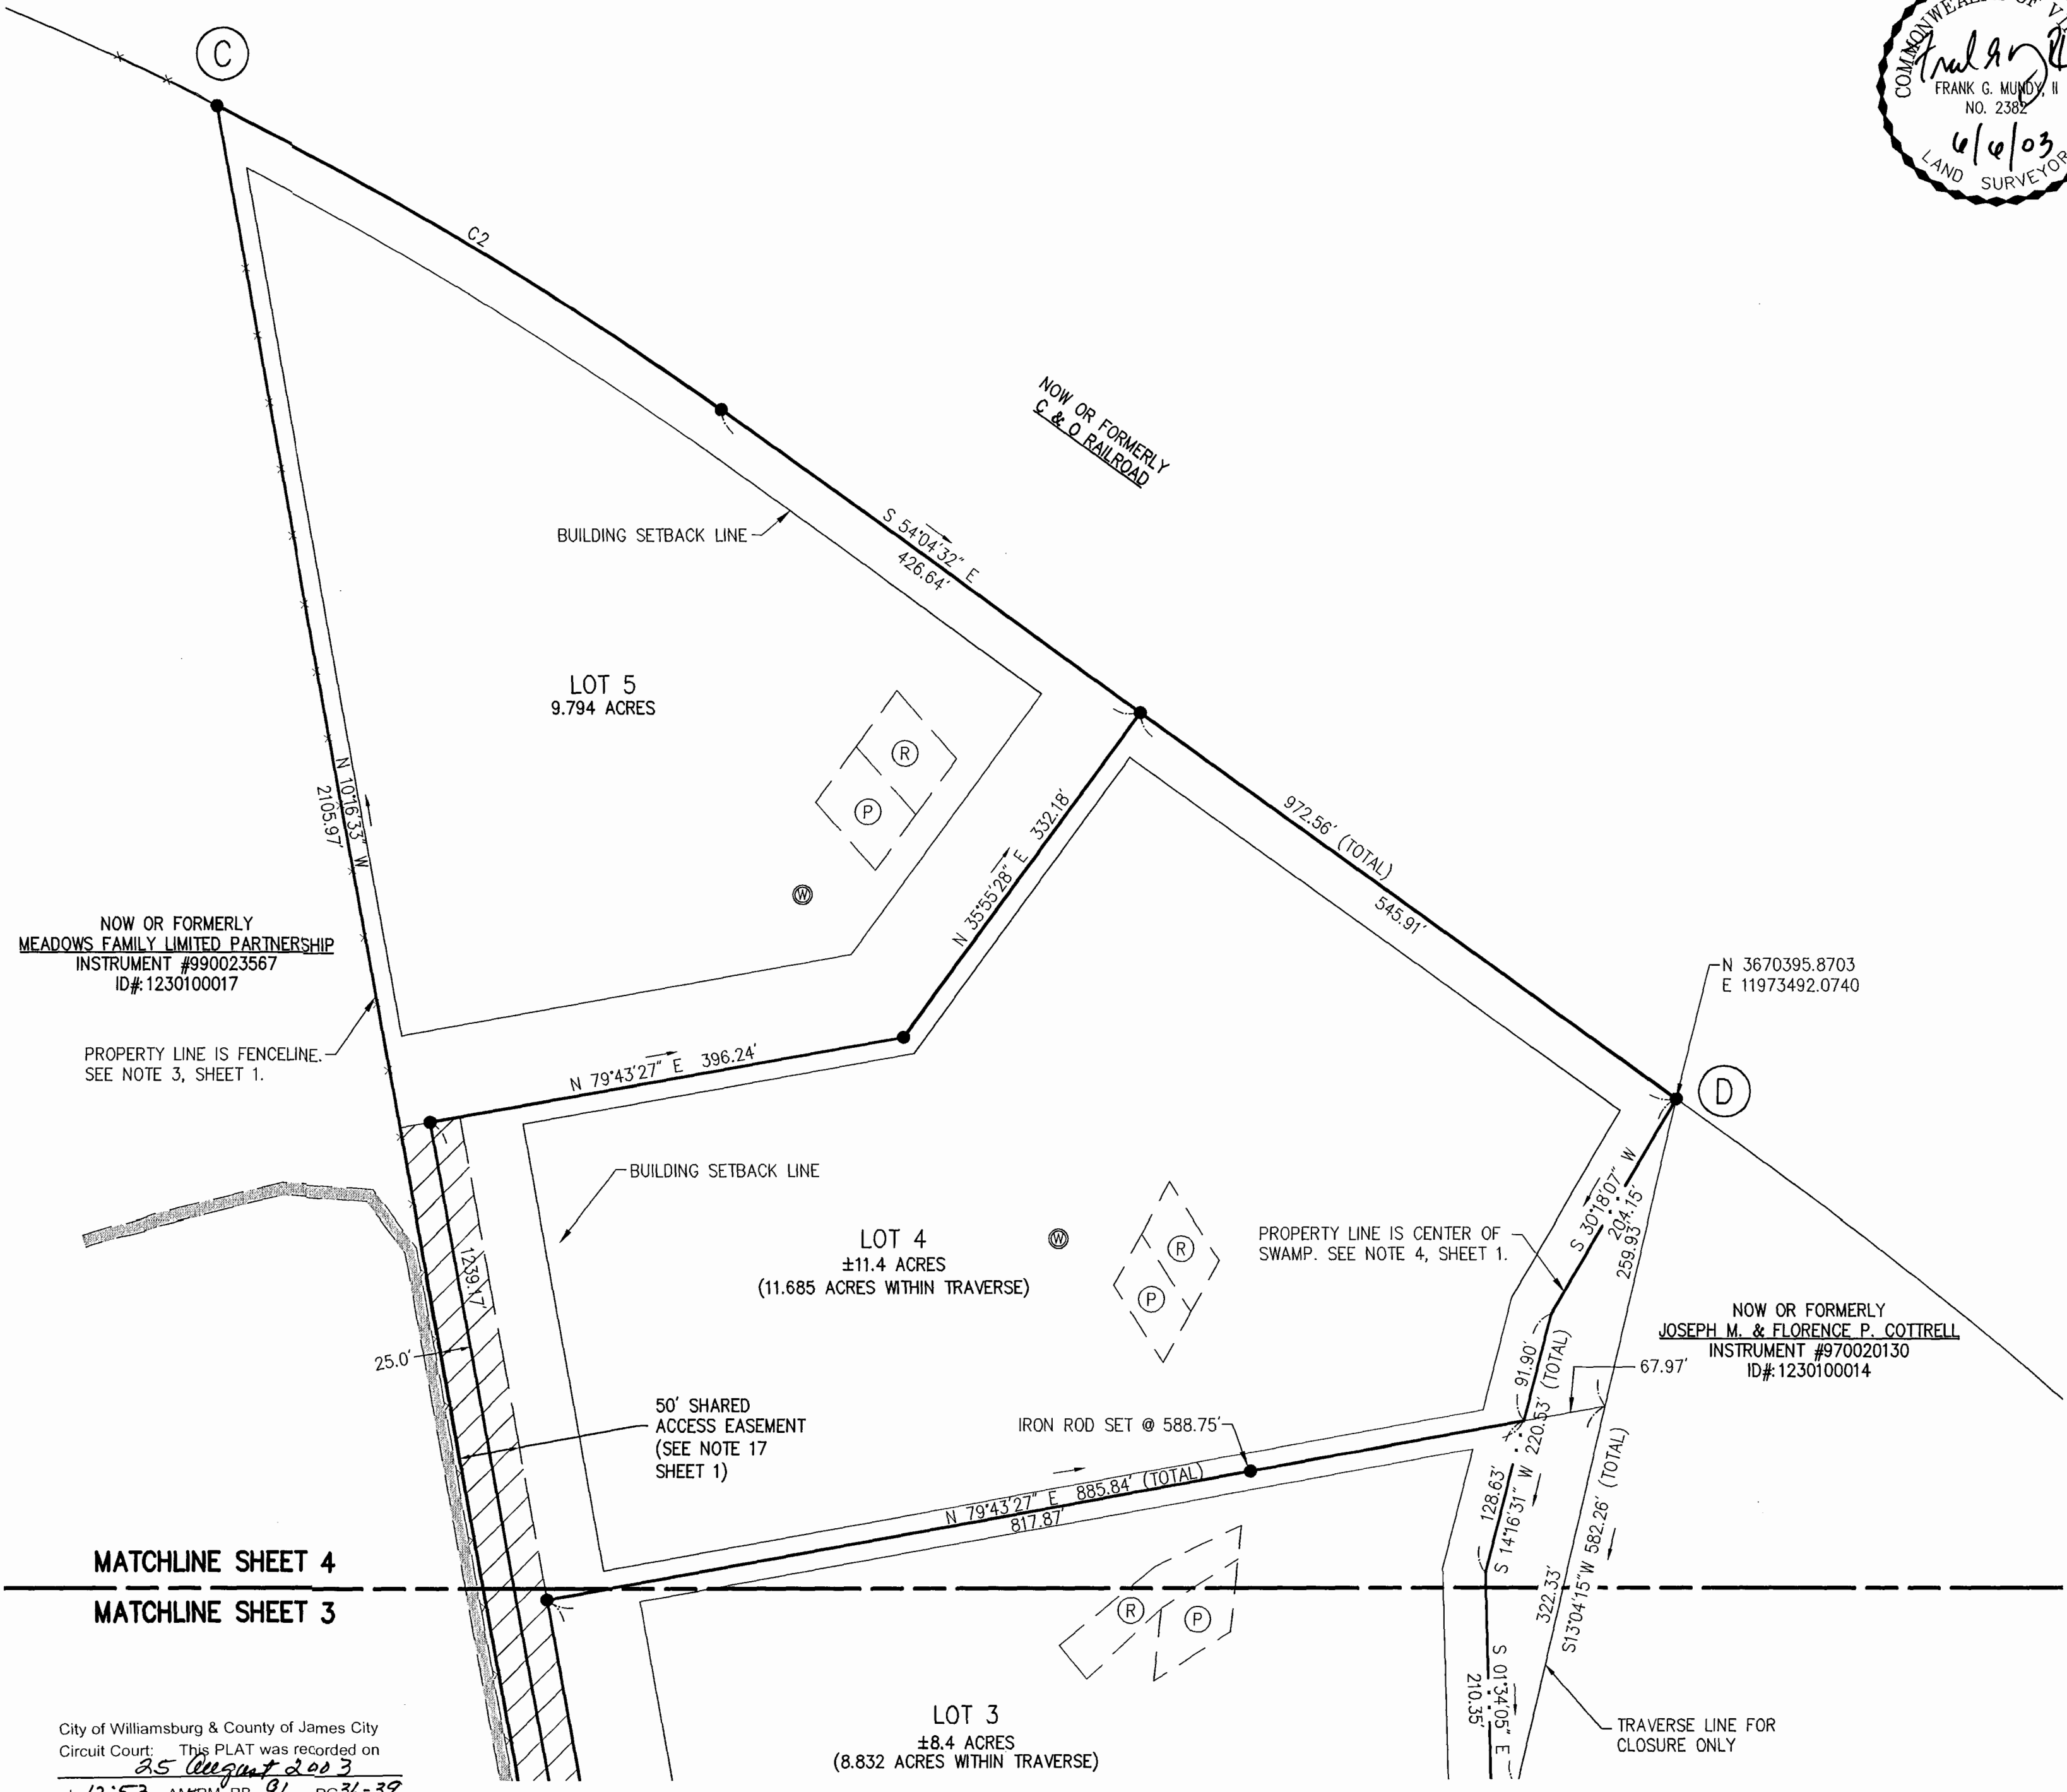 C
COMMONWEALTH OF
FRANK G. MUNDY, II
NO. 2382
6/6/03
LAND SURVEYOR
C2
NOW OR FORMERLY
C & O RAILROAD
BUILDING SETBACK LINE
S 54°04'32" E
426.64'
LOT 5
9.794 ACRES
R
P
W
N 10°16'33" W
2105.97'
N 35°55'28" E 332.18'
972.56' (TOTAL)
545.91'
NOW OR FORMERLY
MEADOWS FAMILY LIMITED PARTNERSHIP
INSTRUMENT #990023567
ID#: 1230100017
N 3670395.8703
E 11973492.0740
PROPERTY LINE IS FENCELINE.
SEE NOTE 3, SHEET 1.
N 79°43'27" E 396.24'
D
BUILDING SETBACK LINE
S 30°18'07" W
204.15'
259.93'
LOT 4
±11.4 ACRES
(11.685 ACRES WITHIN TRAVERSE)
W
R
P
PROPERTY LINE IS CENTER OF
SWAMP. SEE NOTE 4, SHEET 1.
1239.17'
25.0'
NOW OR FORMERLY
JOSEPH M. & FLORENCE P. COTTRELL
INSTRUMENT #970020130
ID#: 1230100014
91.90'
67.97'
50' SHARED
ACCESS EASEMENT
(SEE NOTE 17
SHEET 1)
IRON ROD SET @ 588.75'
N 79°43'27" E 885.84' (TOTAL)
817.87'
128.63'
S 14°16'31" W 220.53' (TOTAL)
S13°04'15"W 582.26' (TOTAL)
322.33'
MATCHLINE SHEET 4
MATCHLINE SHEET 3
R
P
S 01°34'05" E
210.35'
LOT 3
±8.4 ACRES
(8.832 ACRES WITHIN TRAVERSE)
TRAVERSE LINE FOR
CLOSURE ONLY
City of Williamsburg & County of James City
Circuit Court: This PLAT was recorded on
25 August 2003
12:53